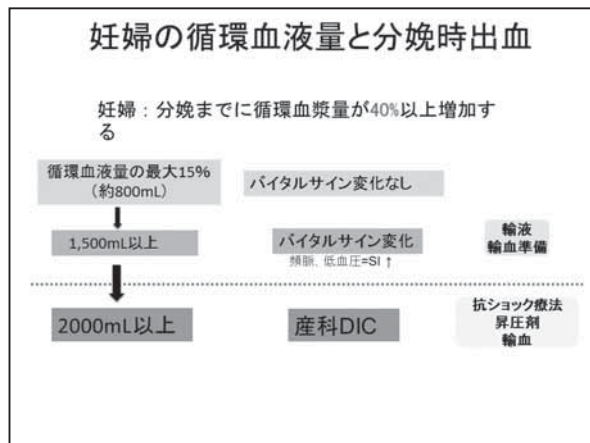 妊婦の循環血液量と分娩時出血
妊婦：分娩までに循環血漿量が40%以上増加す
る
循環血液量の最大15%
（約800mL）
バイタルサイン変化なし
1,500mL以上
バイタルサイン変化
頻脈、低血圧=SI ↑
輸液
輸血準備
2000mL以上
産科DIC
抗ショック療法
昇圧剤
輸血